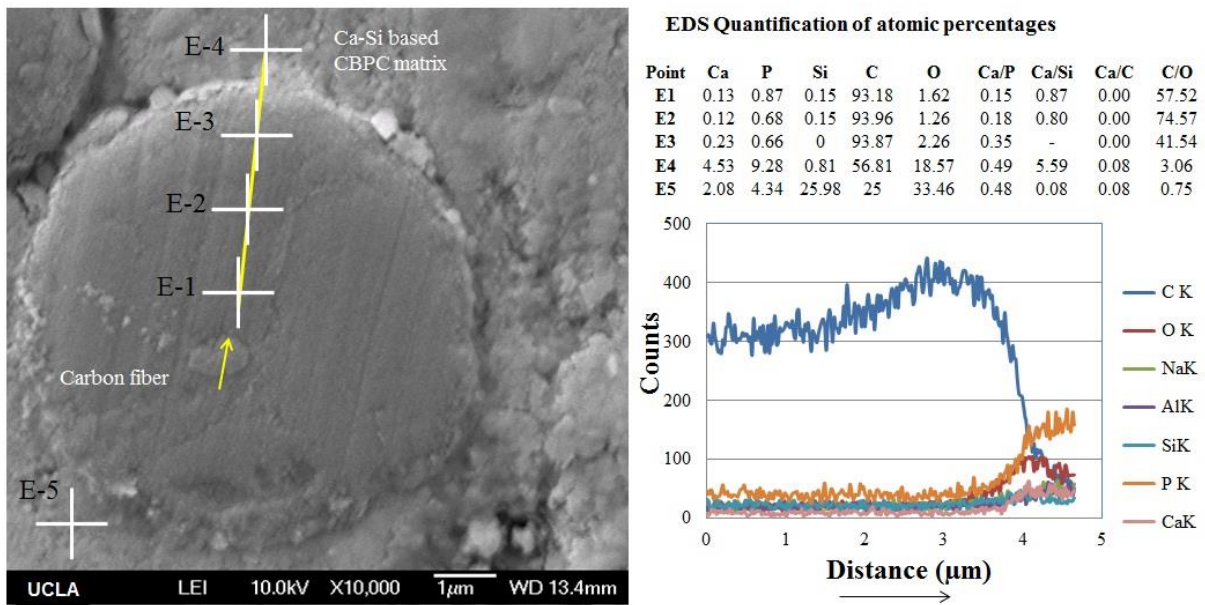 E-4
Ca-Si based
CBPC matrix
E-3
E-2
E-1
Carbon fiber
E-5
UCLA LEI 10.0kV X10,000 1μm WD 13.4mm
EDS Quantification of atomic percentages
Point Ca P Si C O Ca/P Ca/Si Ca/C C/O
E1 0.13 0.87 0.15 93.18 1.62 0.15 0.87 0.00 57.52
E2 0.12 0.68 0.15 93.96 1.26 0.18 0.80 0.00 74.57
E3 0.23 0.66 0 93.87 2.26 0.35 - 0.00 41.54
E4 4.53 9.28 0.81 56.81 18.57 0.49 5.59 0.08 3.06
E5 2.08 4.34 25.98 25 33.46 0.48 0.08 0.08 0.75
500
400
300
200
100
0
Counts
0 1 2 3 4 5
Distance (μm)
C K
O K
NaK
AlK
SiK
P K
CaK